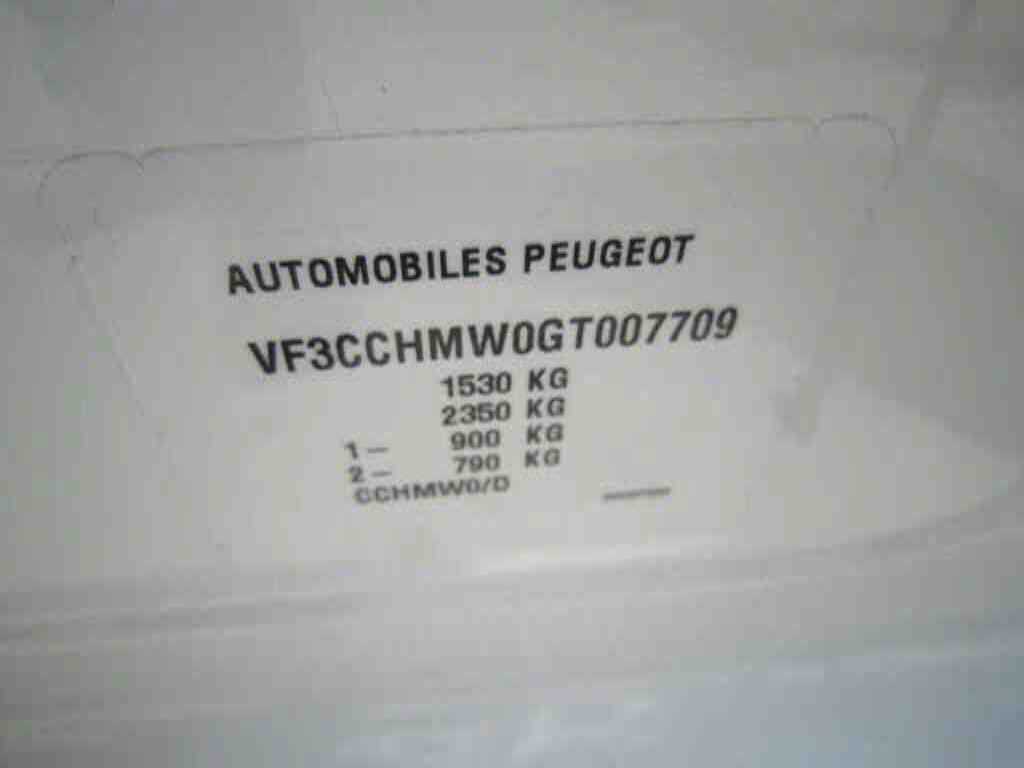 AUTOMOBILES PEUGEOT
VF3CCHMW0GT007709
1530 KG
2350 KG
1 – 900 KG
2 – 790 KG
CCHMW0/D